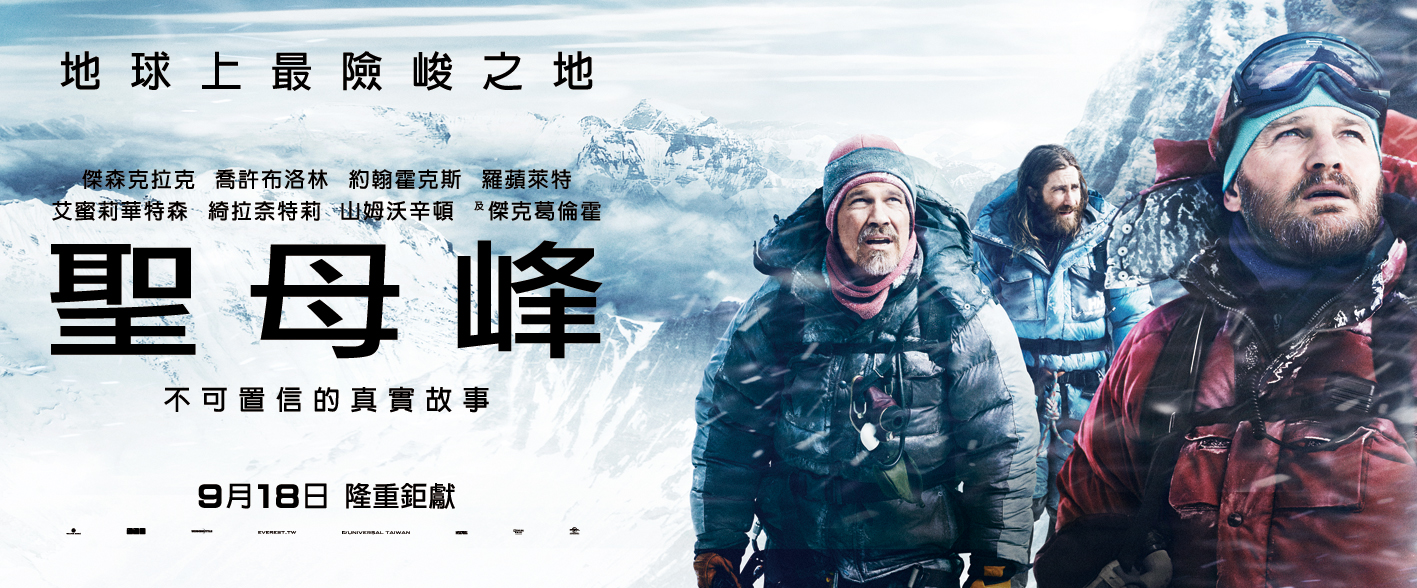 地球上最險峻之地
傑森克拉克 喬許布洛林 約翰霍克斯 羅蘋萊特
艾蜜莉華特森 綺拉奈特莉 山姆沃辛頓 及傑克葛倫霍
聖母峰
不可置信的真實故事
9月18日 隆重鉅獻
EVEREST.TW /UNIVERSAL TAIWAN